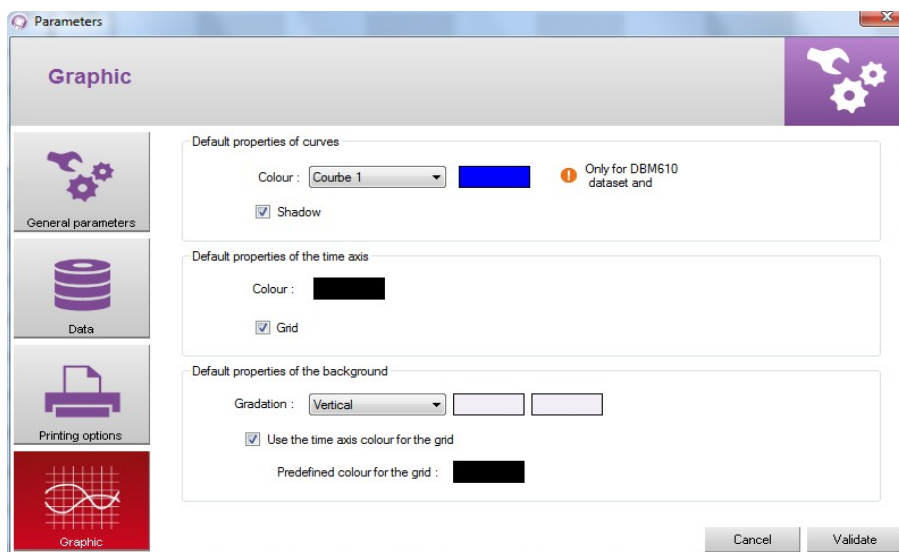 Parameters
Graphic
General parameters
Data
Printing options
Graphic
Default properties of curves
Colour :
Courbe 1
Only for DBM610
dataset and
Shadow
Default properties of the time axis
Colour :
Grid
Default properties of the background
Gradation :
Vertical
Use the time axis colour for the grid
Predefined colour for the grid :
Cancel
Validate